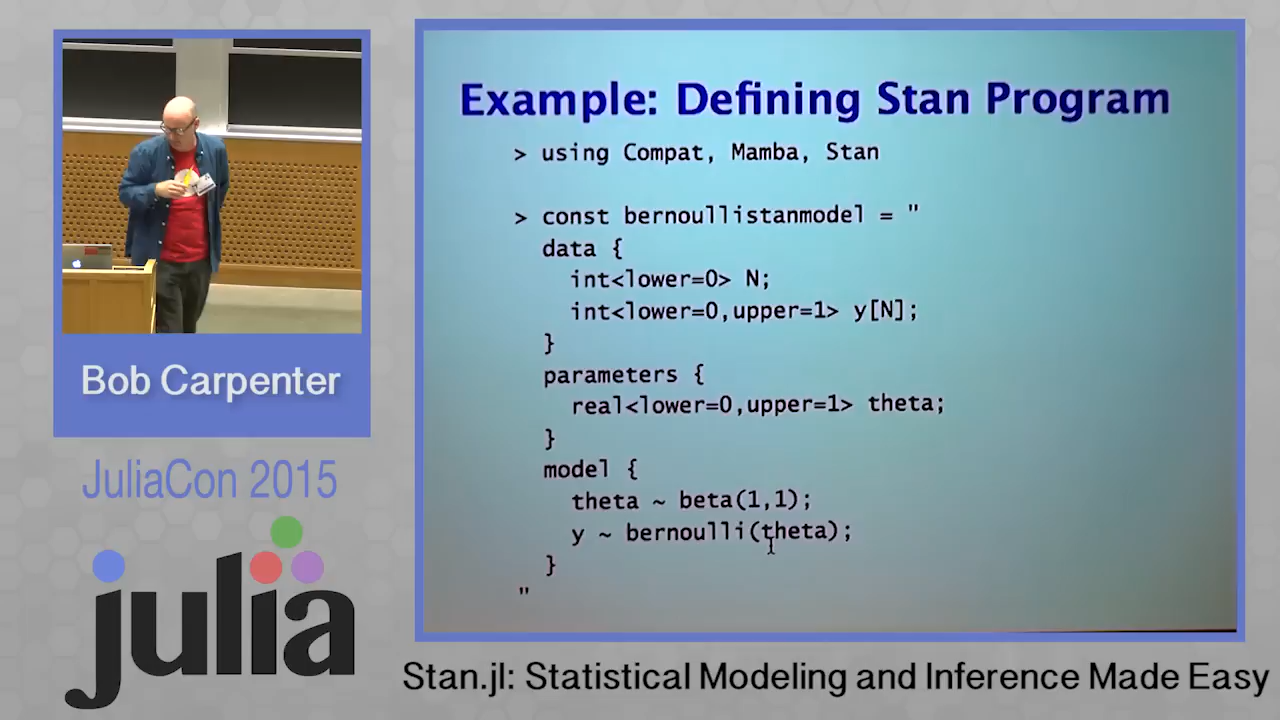 Example: Defining Stan Program
> using Compat, Mamba, Stan
> const bernoullistanmodel = "
data {
int<lower=0> N;
int<lower=0,upper=1> y[N];
}
parameters {
real<lower=0,upper=1> theta;
}
model {
theta ~ beta(1,1);
y ~ bernoulli(theta);
}
"
Bob Carpenter
JuliaCon 2015
julia
Stan.jl: Statistical Modeling and Inference Made Easy